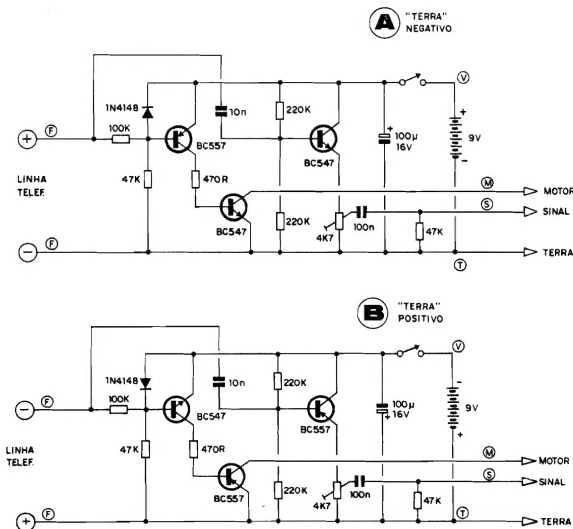 A "TERRA"
NEGATIVO
V
1N4148
10n
220K
+
F
100K
BC557
BC547
100µ
16V
+
9V
-
LINHA
TELEF.
47K
470R
M
MOTOR
BC547
S
SINAL
220K
4K7
100n
47K
-
F
TERRA
T
B "TERRA"
POSITIVO
V
1N4148
10n
220K
-
-
F
100K
BC547
BC557
100µ
16V
+
9V
+
LINHA
TELEF.
47K
470R
M
MOTOR
BC557
S
SINAL
220K
4K7
100n
47K
+
F
TERRA
T